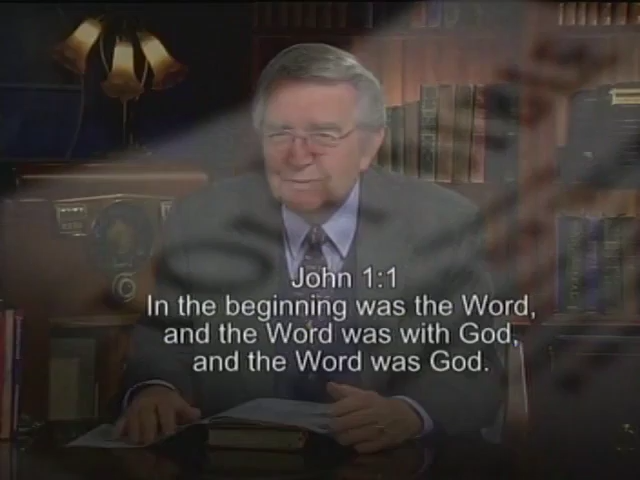 John 1:1
In the beginning was the Word,
and the Word was with God,
and the Word was God.